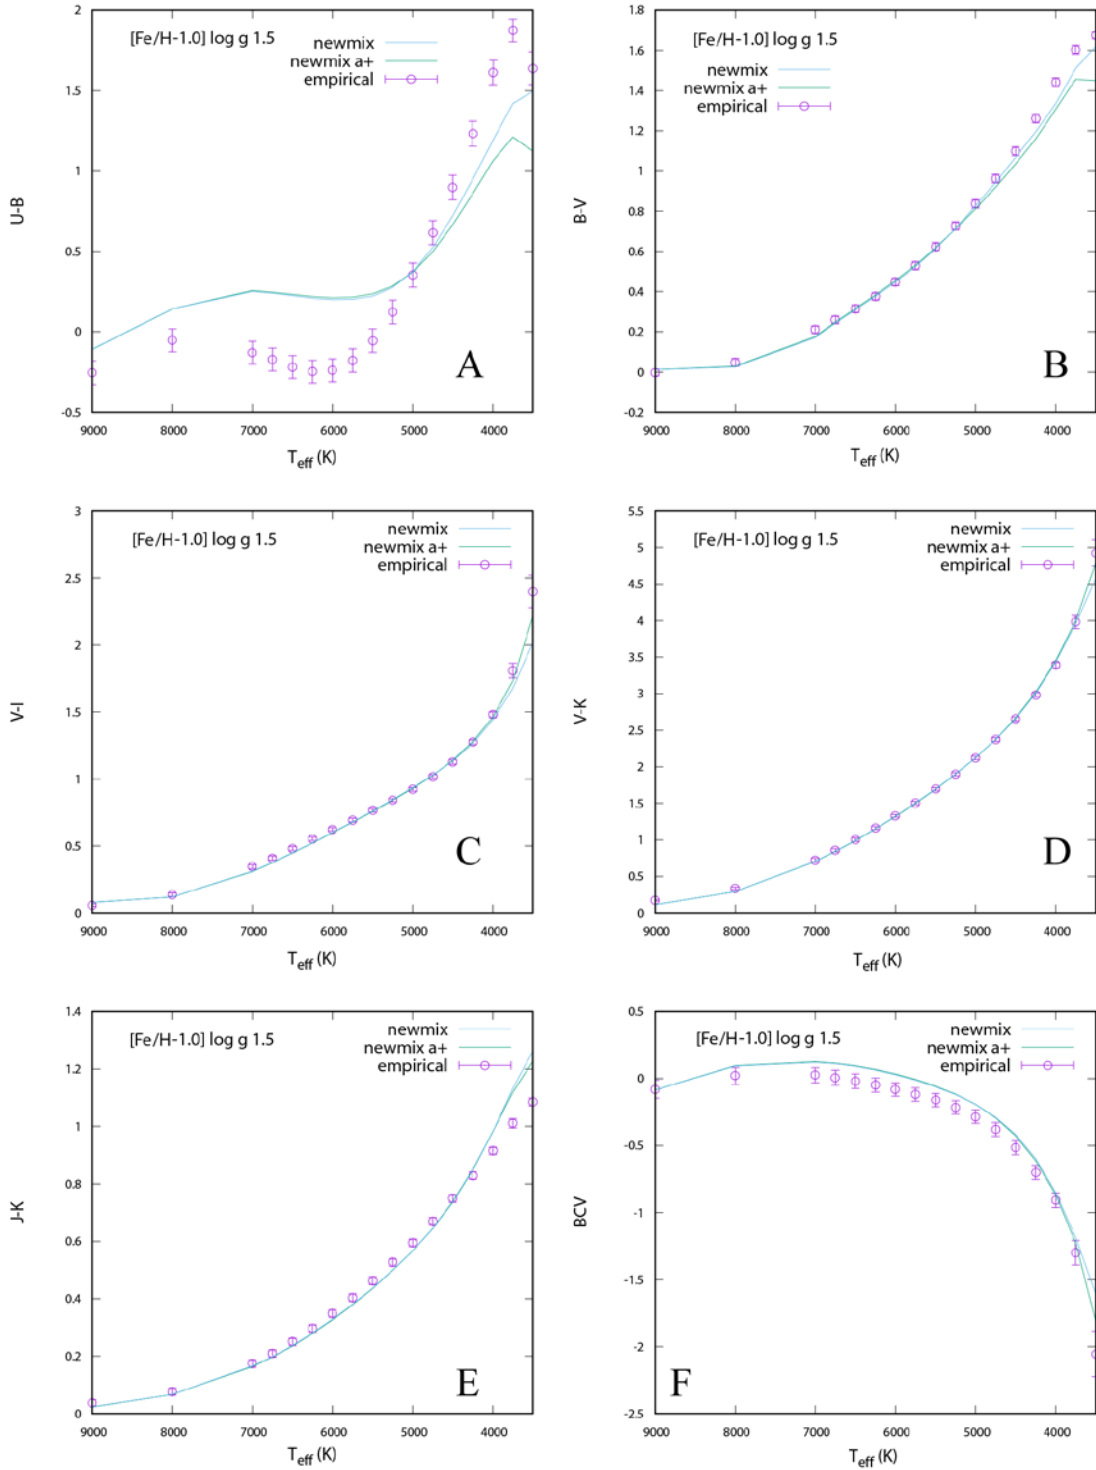 [Fe/H-1.0] log g 1.5
newmix
newmix a+
empirical
2
1.5
1
0.5
0
-0.5
U-B
A
9000 8000 7000 6000 5000 4000
Teff (K)
[Fe/H-1.0] log g 1.5
newmix
newmix a+
empirical
1.8
1.6
1.4
1.2
1
0.8
0.6
0.4
0.2
0
-0.2
B-V
B
9000 8000 7000 6000 5000 4000
Teff (K)
[Fe/H-1.0] log g 1.5
newmix
newmix a+
empirical
3
2.5
2
1.5
1
0.5
0
V-I
C
9000 8000 7000 6000 5000 4000
Teff (K)
[Fe/H-1.0] log g 1.5
newmix
newmix a+
empirical
5.5
5
4.5
4
3.5
3
2.5
2
1.5
1
0.5
0
V-K
D
9000 8000 7000 6000 5000 4000
Teff (K)
[Fe/H-1.0] log g 1.5
newmix
newmix a+
empirical
1.4
1.2
1
0.8
0.6
0.4
0.2
0
J-K
E
9000 8000 7000 6000 5000 4000
Teff (K)
[Fe/H-1.0] log g 1.5
newmix
newmix a+
empirical
0.5
0
-0.5
-1
-1.5
-2
-2.5
BCV
F
9000 8000 7000 6000 5000 4000
Teff (K)